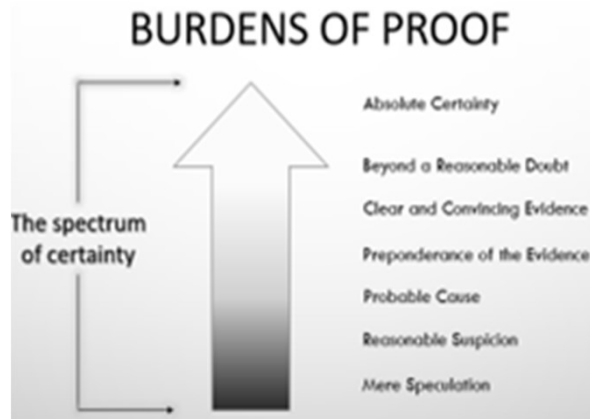 BURDENS OF PROOF
The spectrum
of certainty
Absolute Certainty
Beyond a Reasonable Doubt
Clear and Convincing Evidence
Preponderance of the Evidence
Probable Cause
Reasonable Suspicion
Mere Speculation